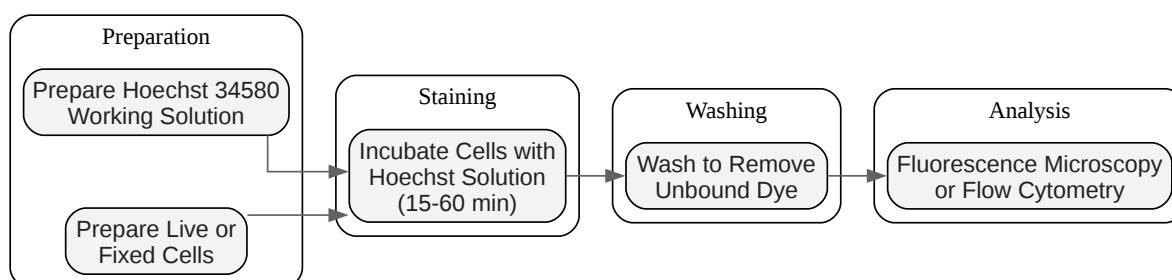 Preparation
Prepare Hoechst 34580
Working Solution
Prepare Live or
Fixed Cells
Staining
Incubate Cells with
Hoechst Solution
(15-60 min)
Washing
Wash to Remove
Unbound Dye
Analysis
Fluorescence Microscopy
or Flow Cytometry